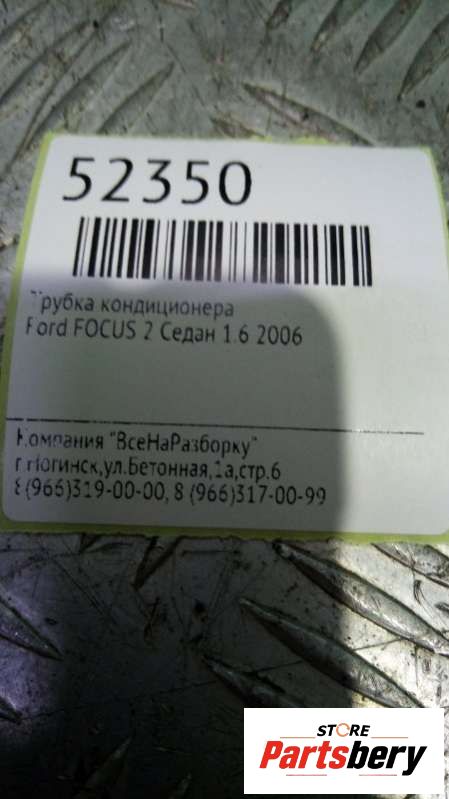 52350
Трубка кондиционера
Ford FOCUS 2 Седан 1.6 2006
Компания "ВсеНаРазборку"
г.Ногинск,ул.Бетонная,1а,стр.6
8(966)319-00-00, 8 (966)317-00-99
STORE
Partsbery